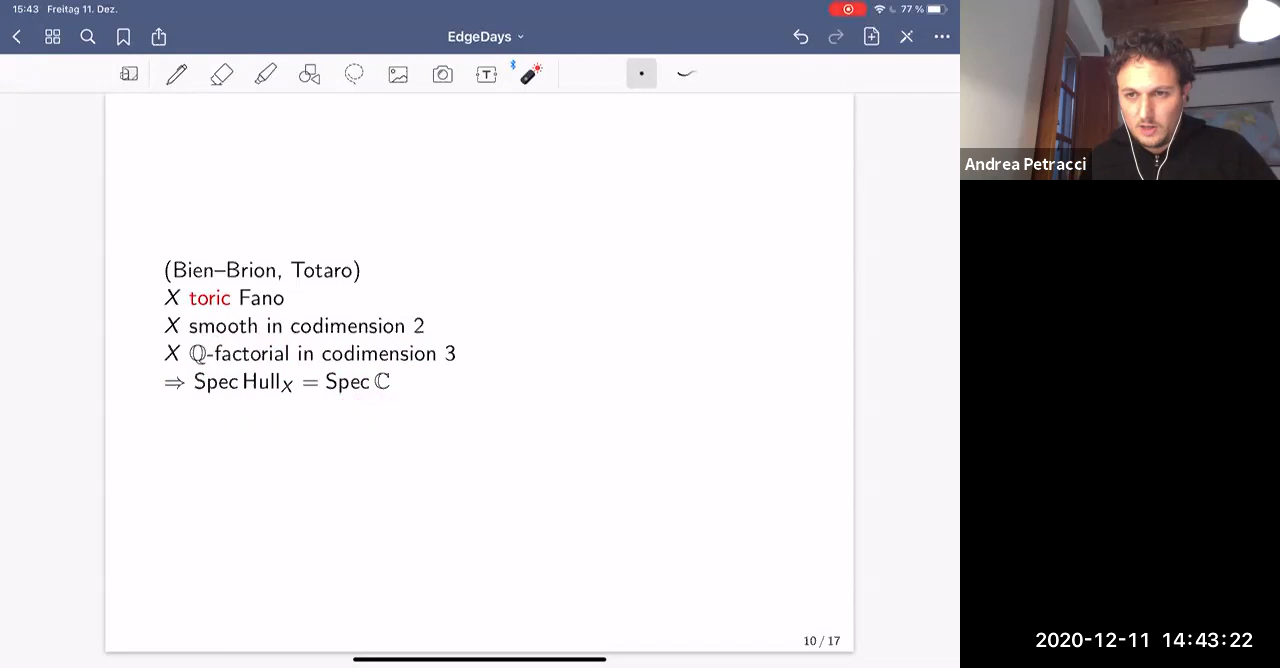 15:43 Freitag 11. Dez.
77 %
EdgeDays
T
(Bien–Brion, Totaro)
X toric Fano
X smooth in codimension 2
X ℚ-factorial in codimension 3
⇒ Spec Hull_X = Spec ℂ
10 / 17
Andrea Petracci
2020-12-11 14:43:22